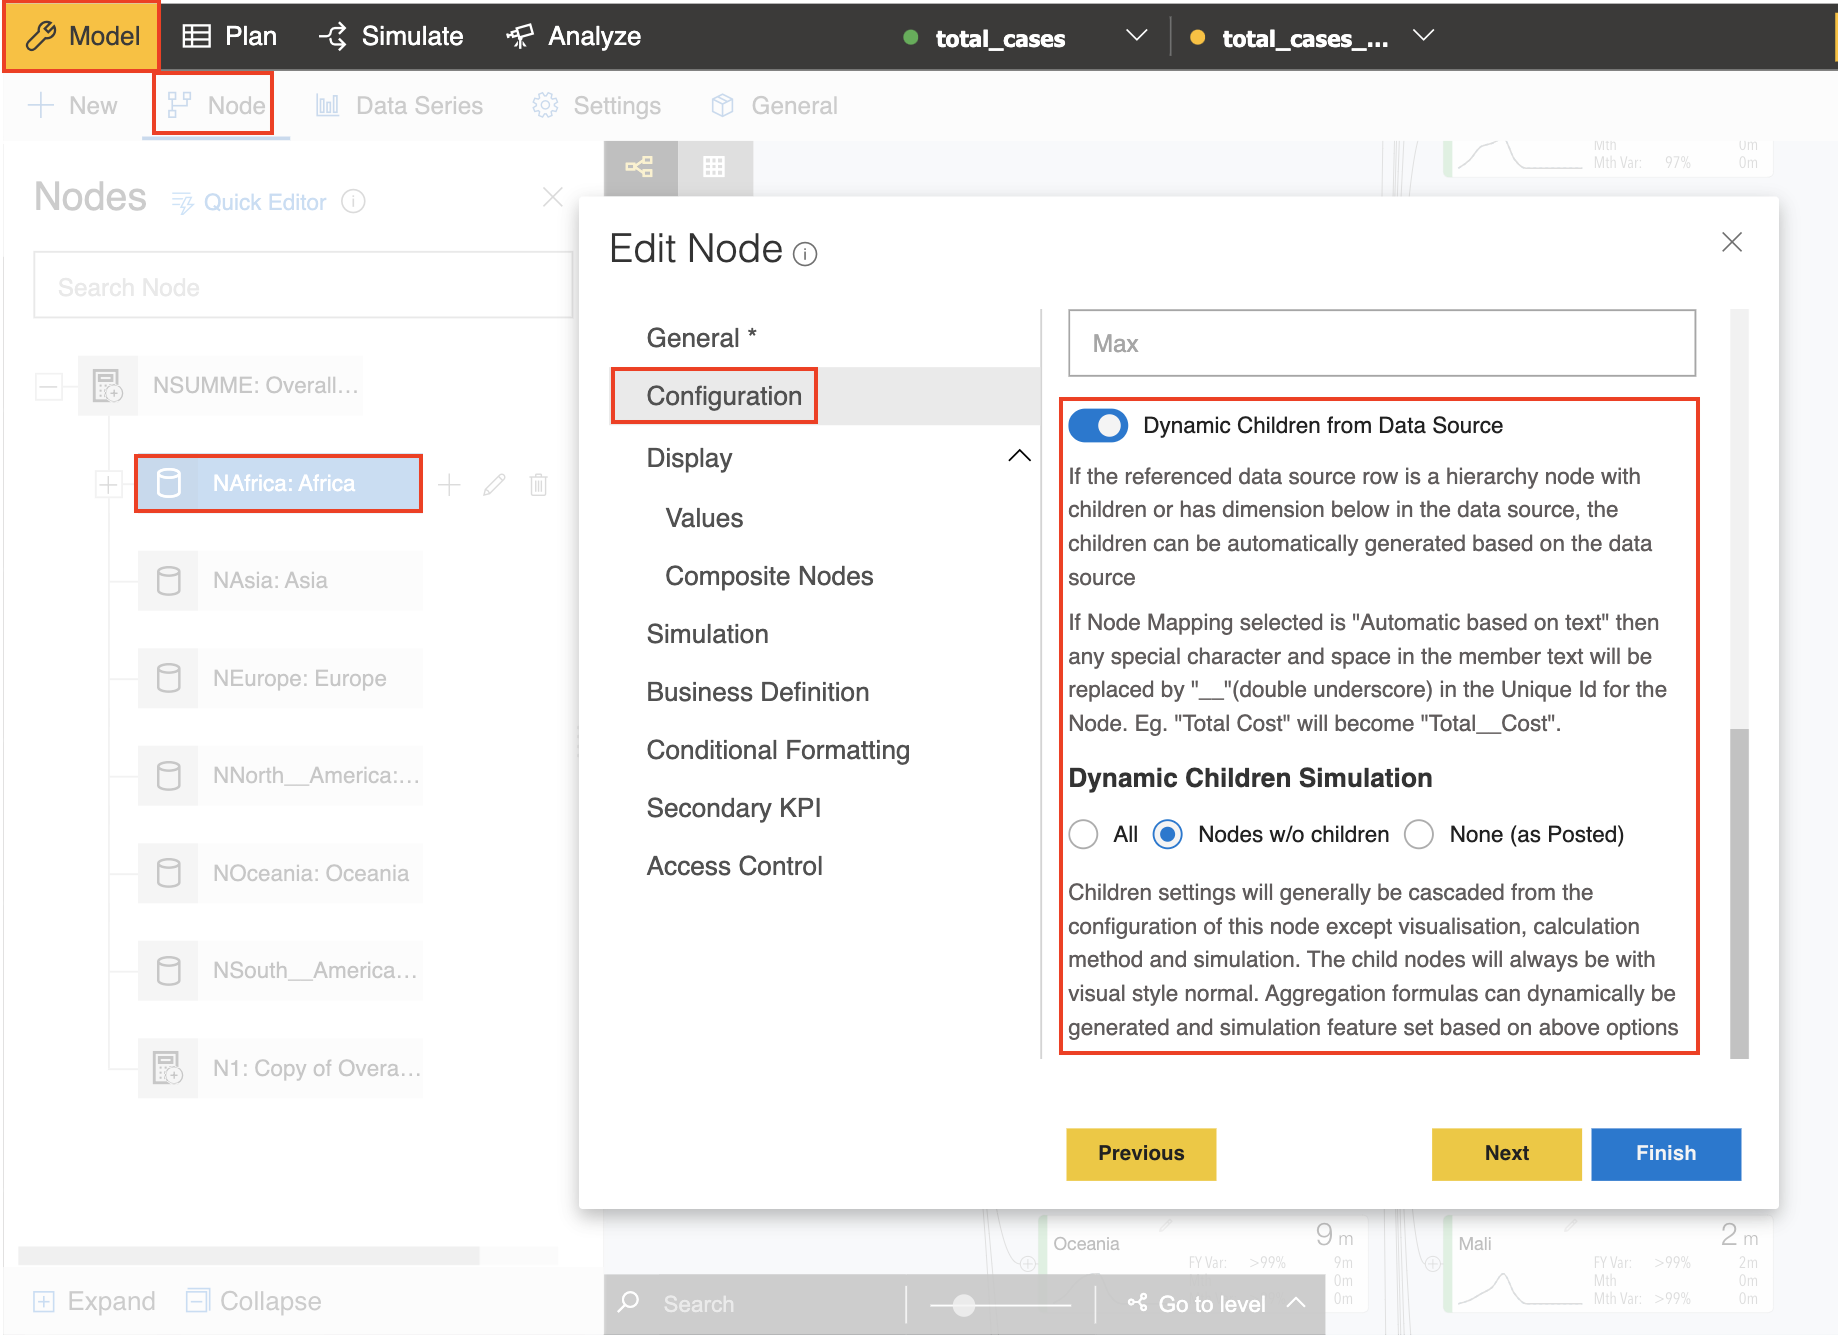 Model Plan Simulate Analyze total_cases total_cases_...
New Node Data Series Settings General
Nodes Quick Editor
Search Node
NSUMME: Overall...
NAfrica: Africa
NAsia: Asia
NEurope: Europe
NNorth__America:...
NOceania: Oceania
NSouth__America...
N1: Copy of Overa...
Expand Collapse
Mth 0m
Mth Var: 97% 0m
Edit Node
General *
Configuration
Display
Values
Composite Nodes
Simulation
Business Definition
Conditional Formatting
Secondary KPI
Access Control
Max
Dynamic Children from Data Source
If the referenced data source row is a hierarchy node with
children or has dimension below in the data source, the
children can be automatically generated based on the data
source
If Node Mapping selected is "Automatic based on text" then
any special character and space in the member text will be
replaced by "__"(double underscore) in the Unique Id for the
Node. Eg. "Total Cost" will become "Total__Cost".
Dynamic Children Simulation
All Nodes w/o children None (as Posted)
Children settings will generally be cascaded from the
configuration of this node except visualisation, calculation
method and simulation. The child nodes will always be with
visual style normal. Aggregation formulas can dynamically be
generated and simulation feature set based on above options
Previous Next Finish
Oceania 9 m
FY Var: >99% 9m
0m
0m
Mali 2 m
FY Var: >99% 2m
Mth 0m
Mth Var: >99% 0m
Search Go to level